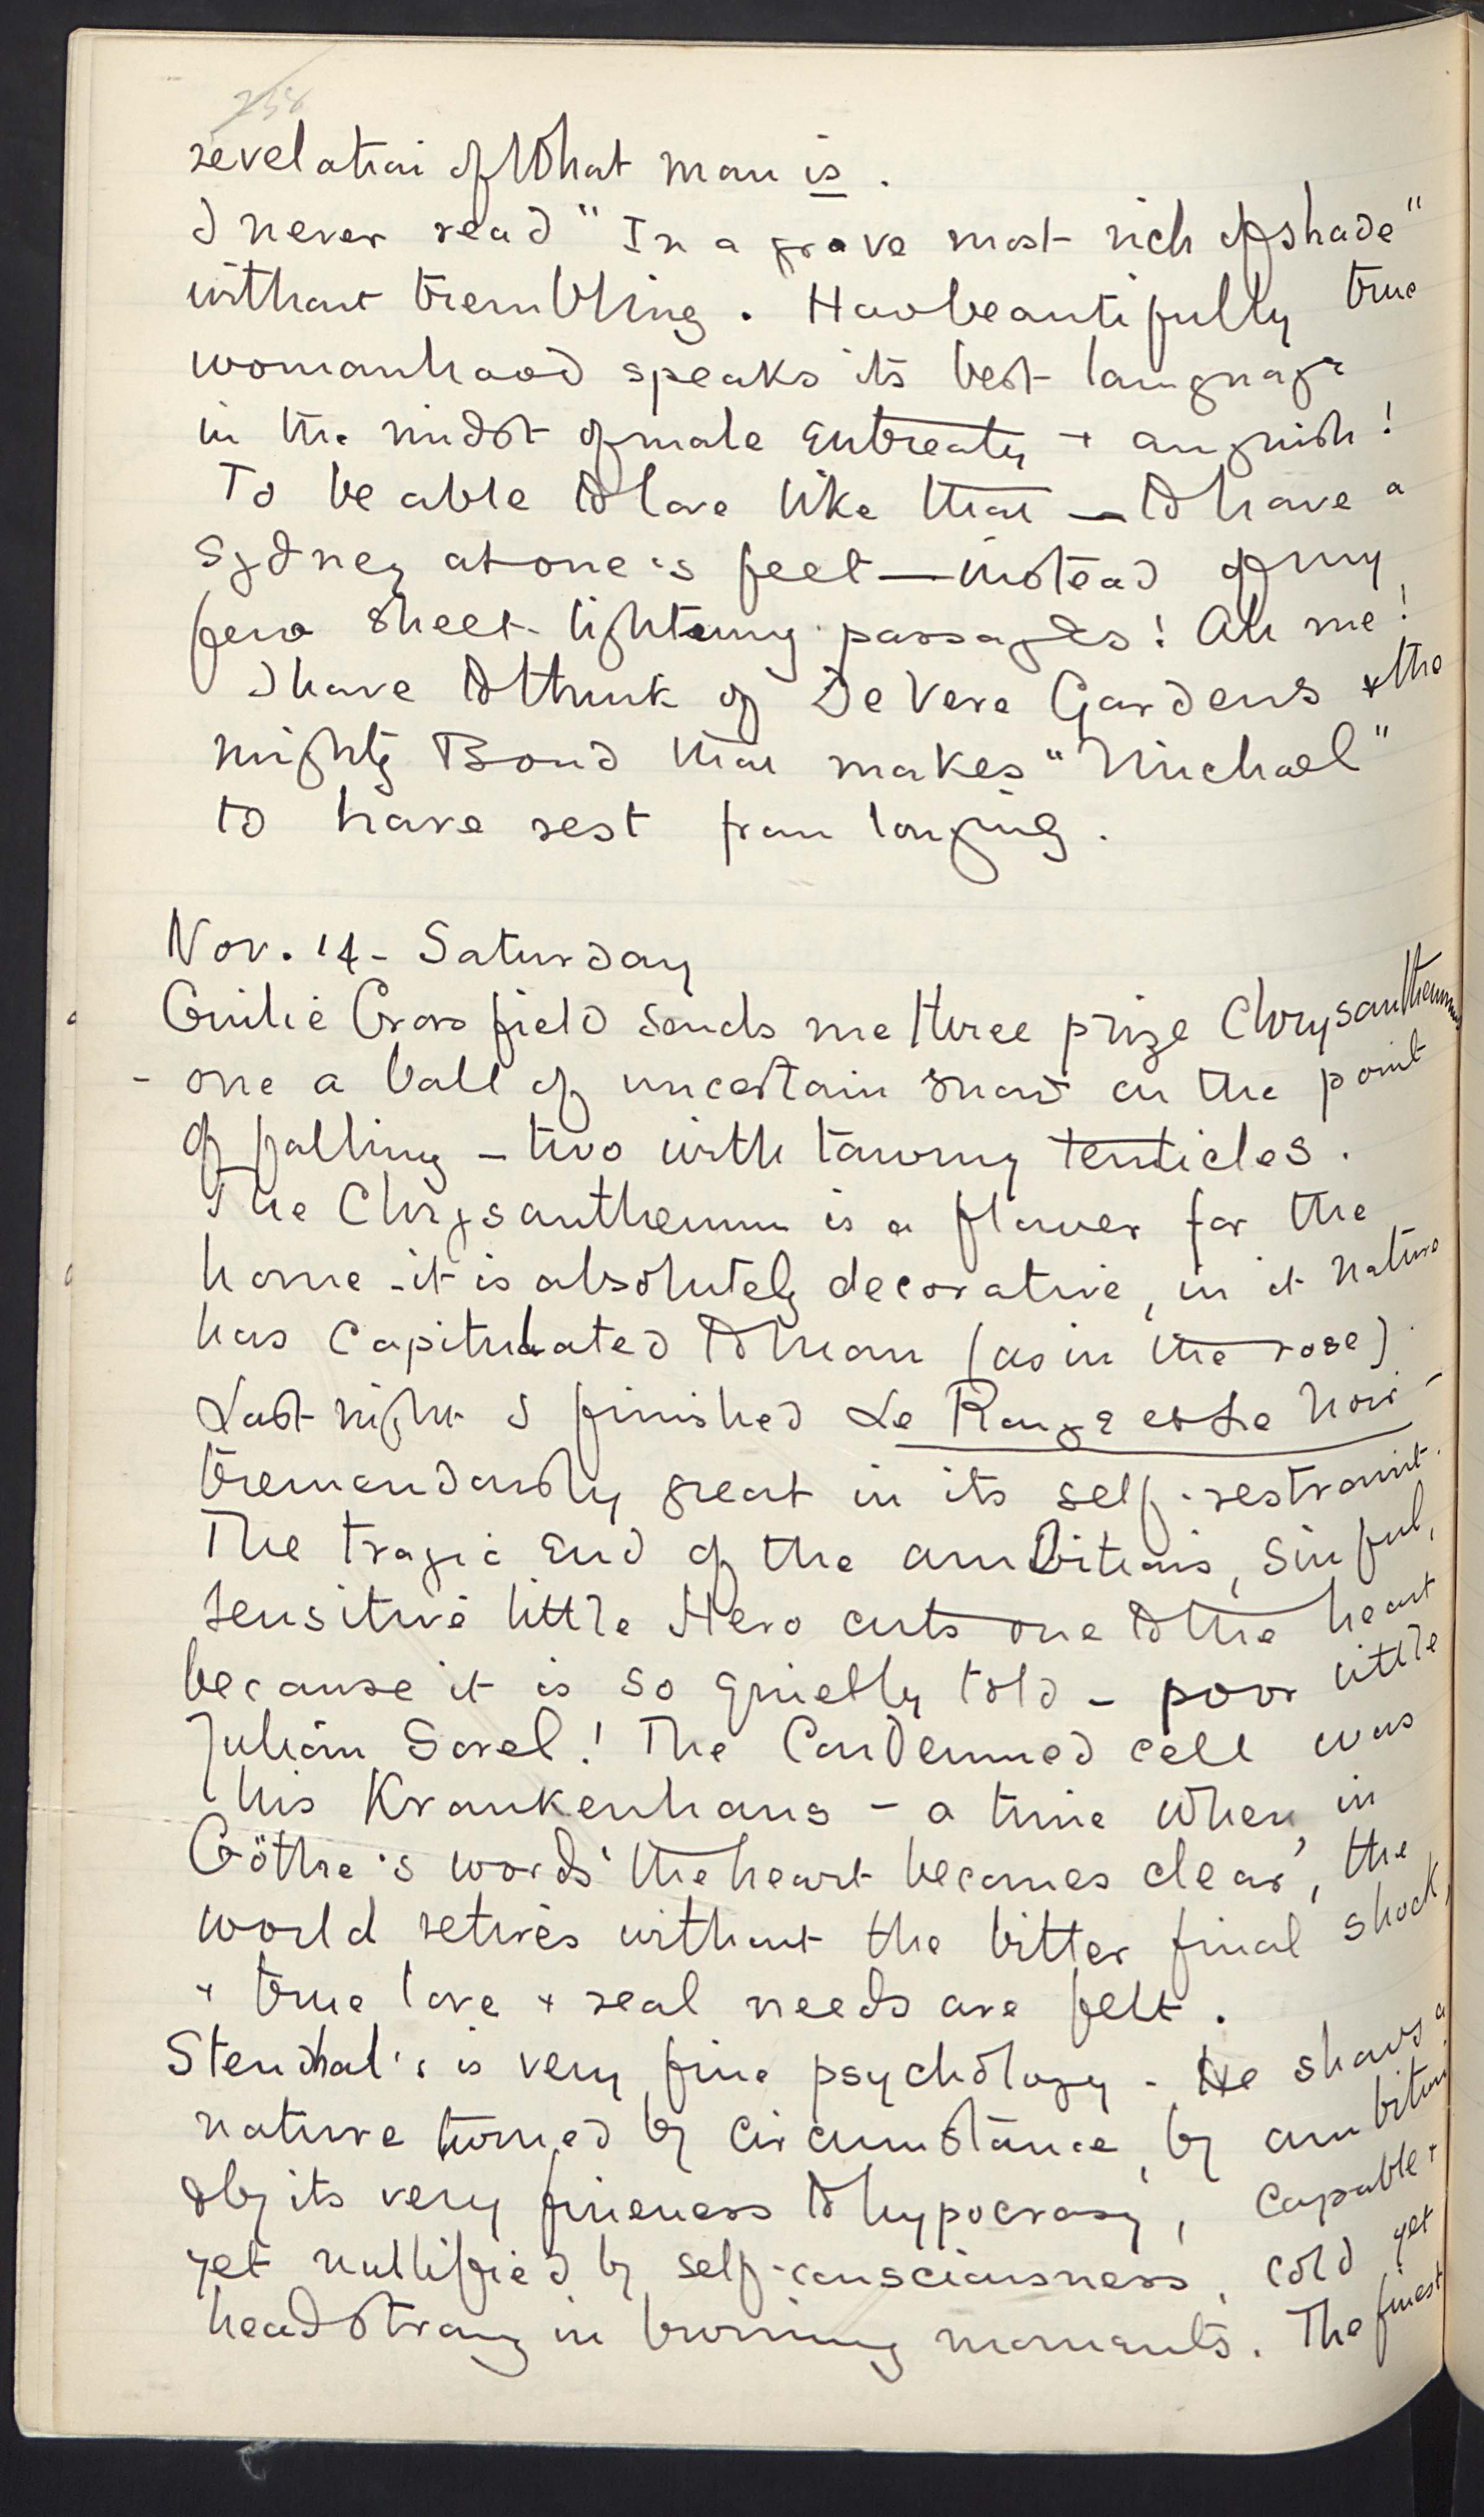 revelation of what man is.
I never read "In a grove most rich of shade"
without trembling. How beautifully true
womanhood speaks its best language
in the midst of male entreaty + anguish!
To be able to love like that — to have a
Sydney at one's feet — instead of my
few sheet-lightning passages! Ah me!
I have to think of De Vere Gardens + the
mighty Bond that makes "Michael"
to have rest from longing.
Nov. 14 - Saturday
Emilie Crossfield sends me three prize Chrysanthemums
- one a ball of uncertain snow on the point
of falling - two with tawny tenticles.
The Chrysanthemum is a flower for the
home - it is absolutely decorative, in it nature
has capitulated to man (as in the rose).
Last night I finished Le Rouge et Le Noir -
tremendously great in its self-restraint.
The tragic end of the ambitious, sinful,
sensitive little Hero cuts one to the heart
because it is so quietly told - poor little
Julian Sorel! The Condemned cell was
his Krankenhaus - a time when, in
Göthe's words 'the heart becomes clear', the
world retires without the bitter final shock,
+ true love + real needs are felt.
Stendhal's is very fine psychology - He shows a
nature turned by circumstance, by ambition
& by its very fineness to hypocrasy, capable +
yet nullified by self-consciousness, cold yet
headstrong in burning moments. The finest